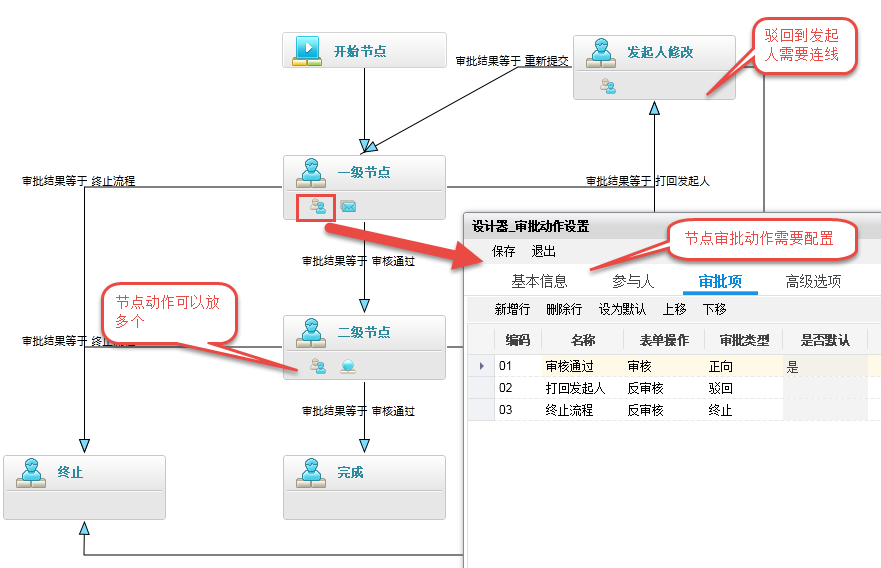 开始节点
审批结果等于 重新提交
发起人修改
驳回到发起
人需要连线
一级节点
审批结果等于 终止流程
审批结果等于 打回发起人
设计器_审批动作设置
节点审批动作需要配置
保存 退出
审批结果等于 审核通过
基本信息 参与人 审批项 高级选项
节点动作可以放
多个
新增行 删除行 设为默认 上移 下移
二级节点
审批结果等于 终止流程
编码 名称 表单操作 审批类型 是否默认
01 审核通过 审核 正向 是
02 打回发起人 反审核 驳回
03 终止流程 反审核 终止
审批结果等于 审核通过
终止
完成